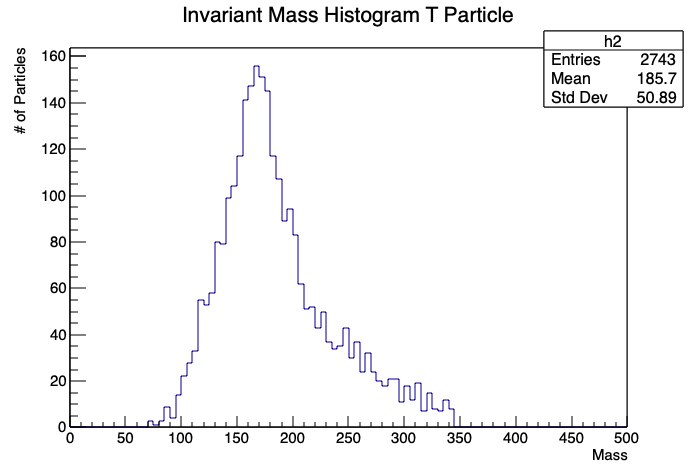 Invariant Mass Histogram T Particle
h2
Entries 2743
Mean 185.7
Std Dev 50.89
# of Particles
160
140
120
100
80
60
40
20
0
0 50 100 150 200 250 300 350 400 450 500
Mass